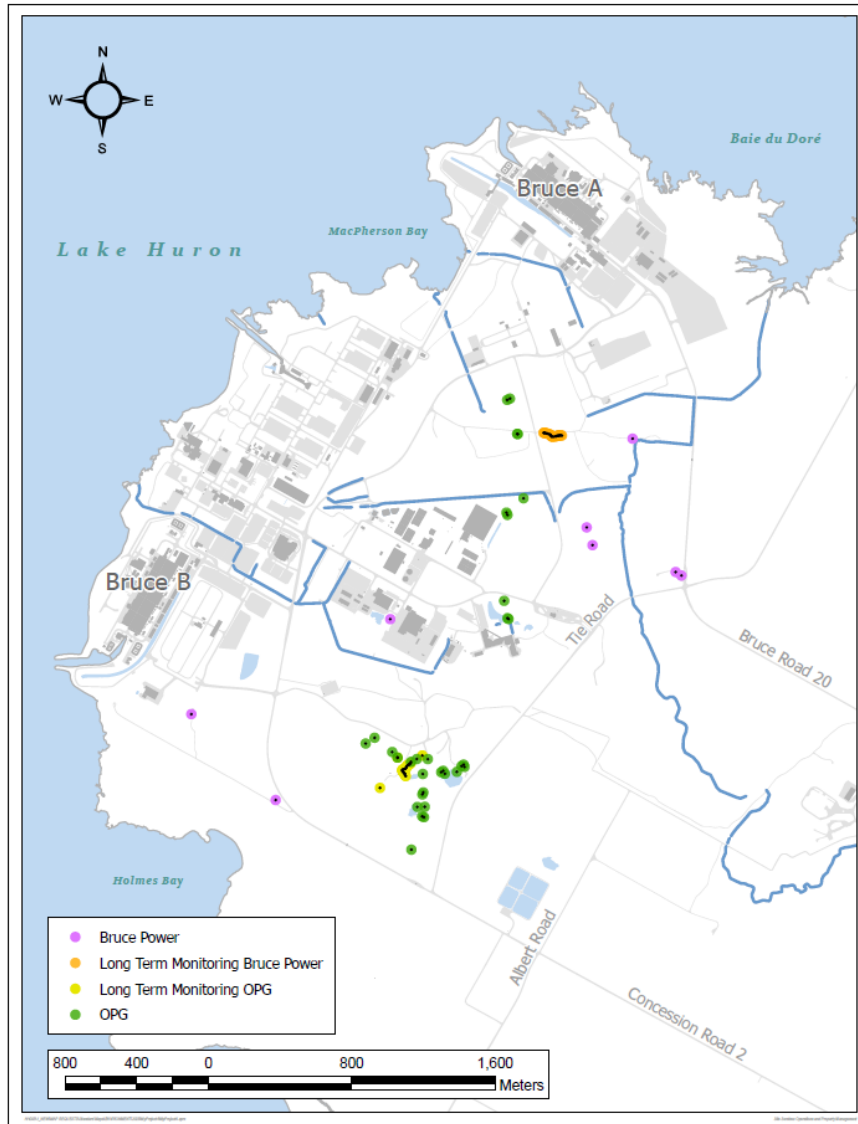 N
W E
S
Baie du Doré
Bruce A
MacPherson Bay
Lake Huron
Bruce B
Tie Road
Bruce Road 20
Holmes Bay
Albert Road
Concession Road 2
Bruce Power
Long Term Monitoring Bruce Power
Long Term Monitoring OPG
OPG
800 400 0 800 1,600
Meters